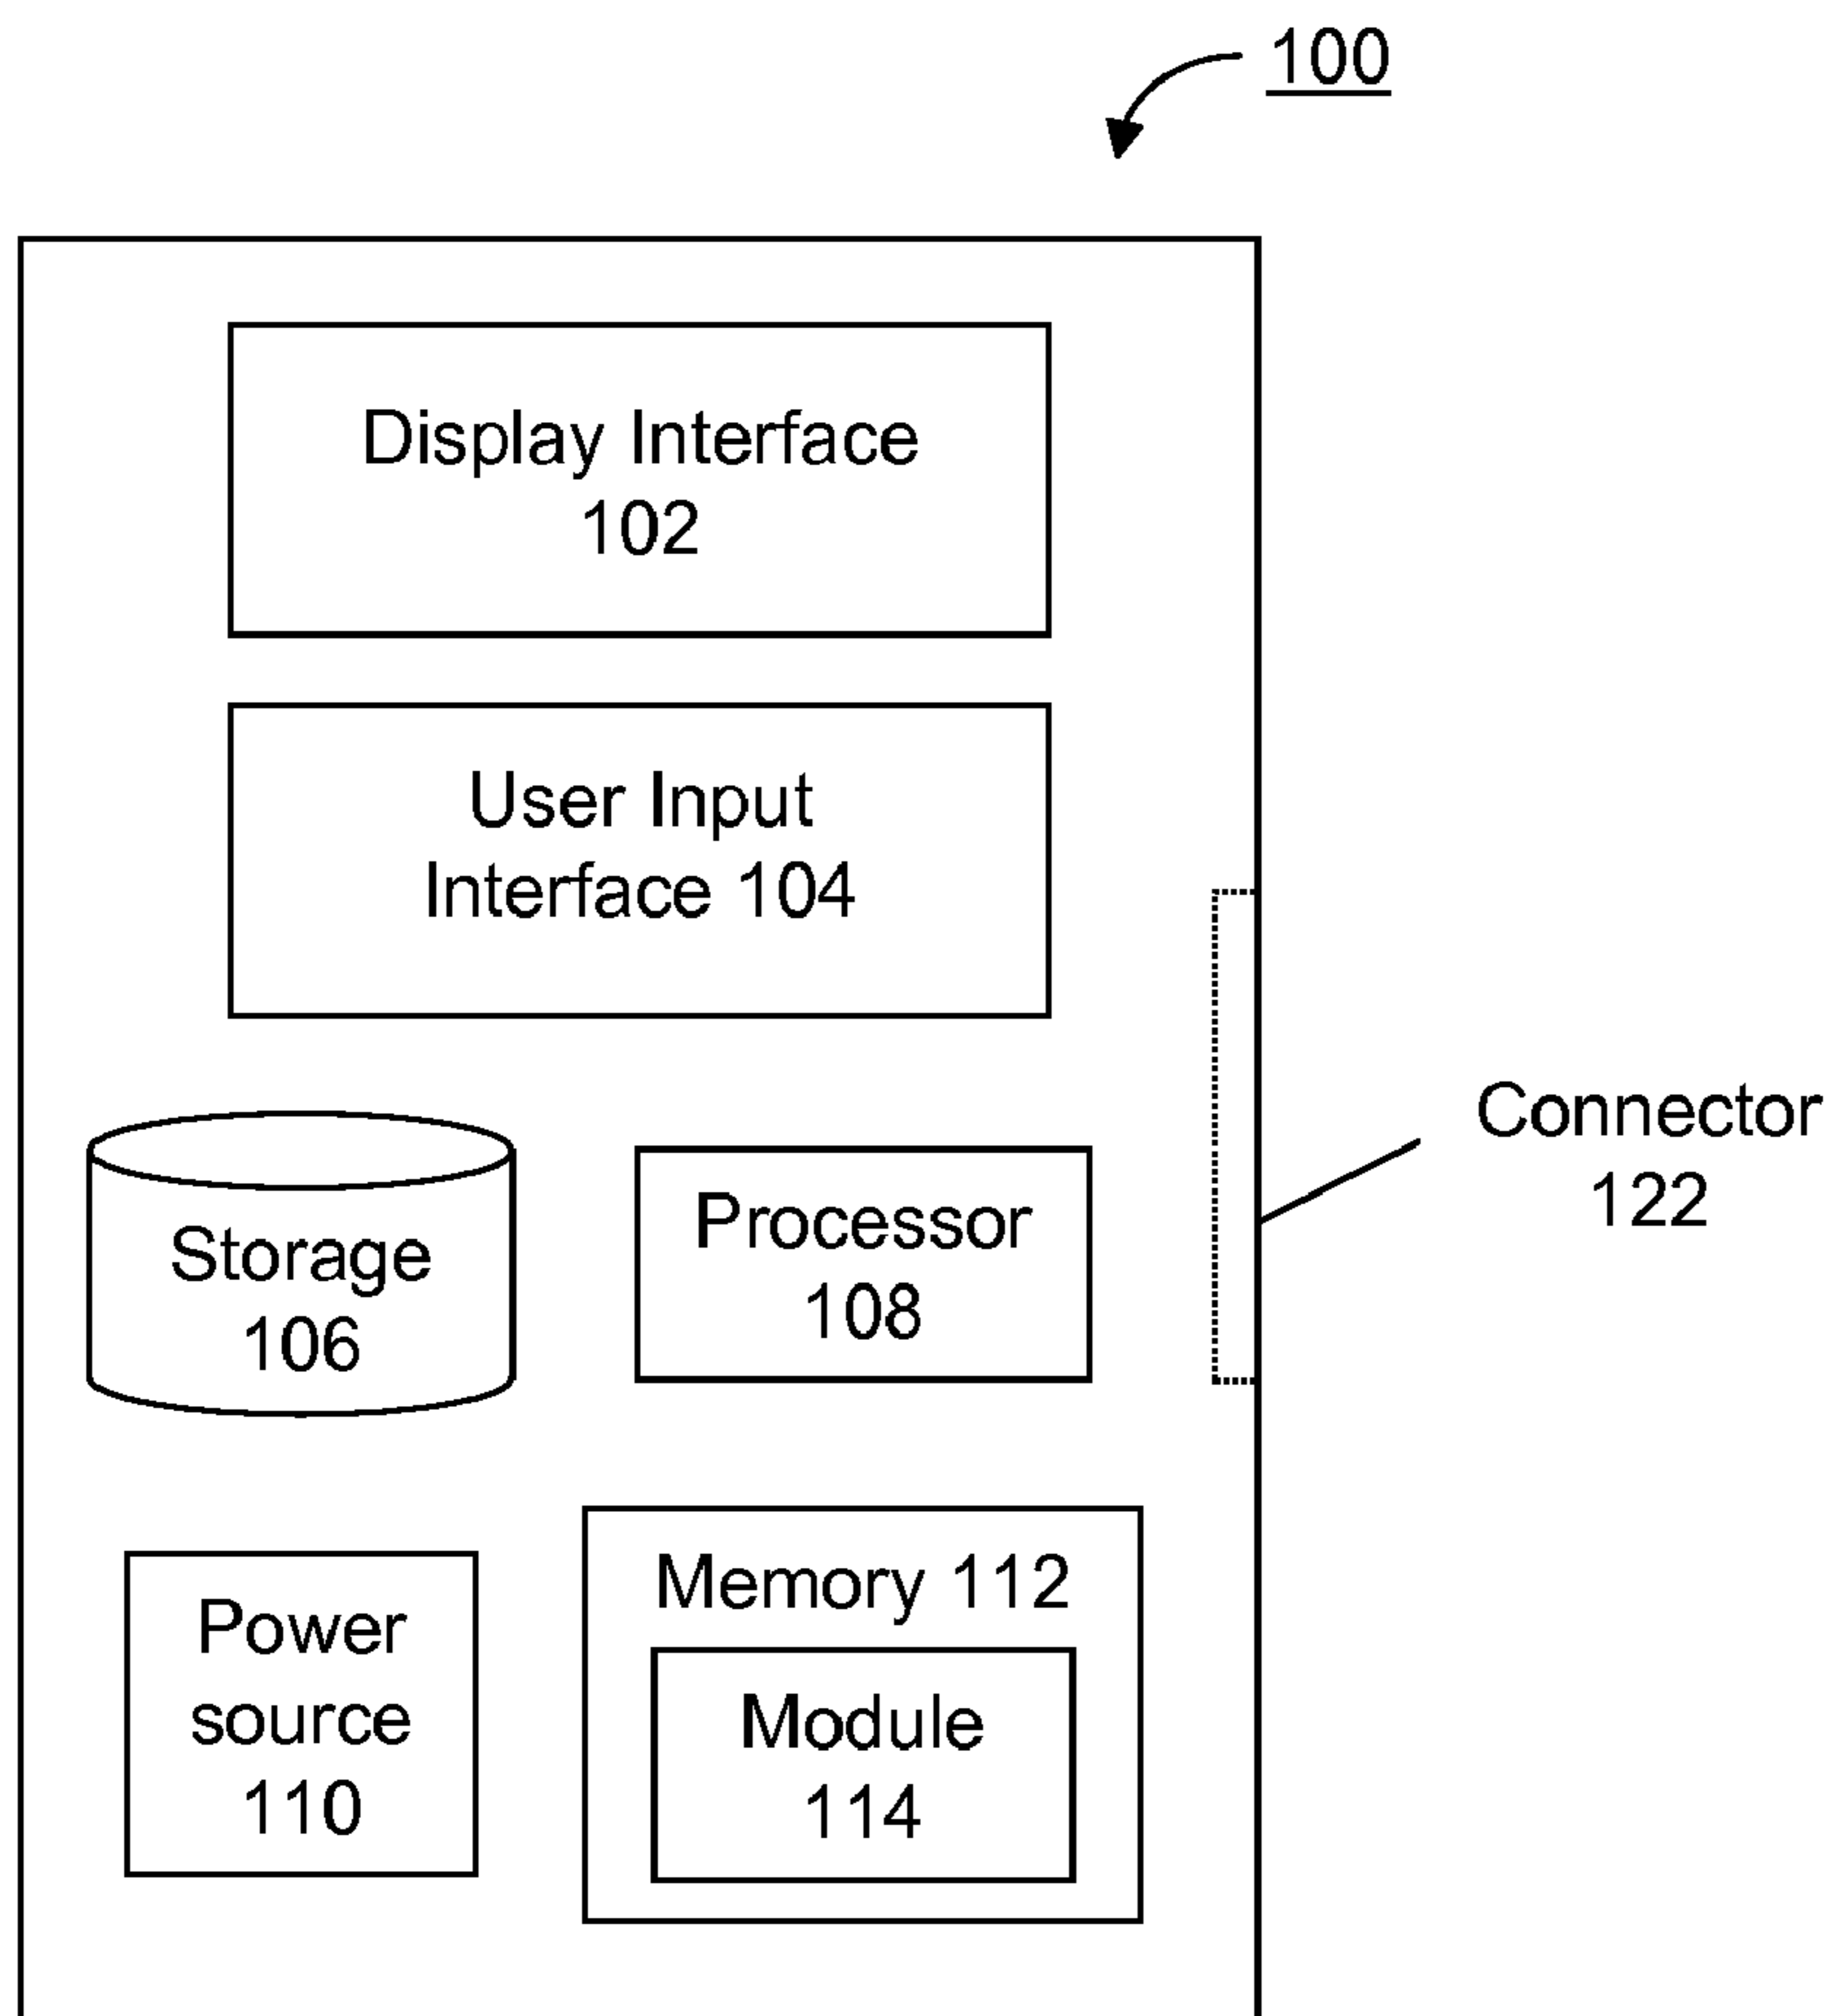 100
Display Interface
102
User Input
Interface 104
Connector
122
Storage
106
Processor
108
Power
source
110
Memory 112
Module
114